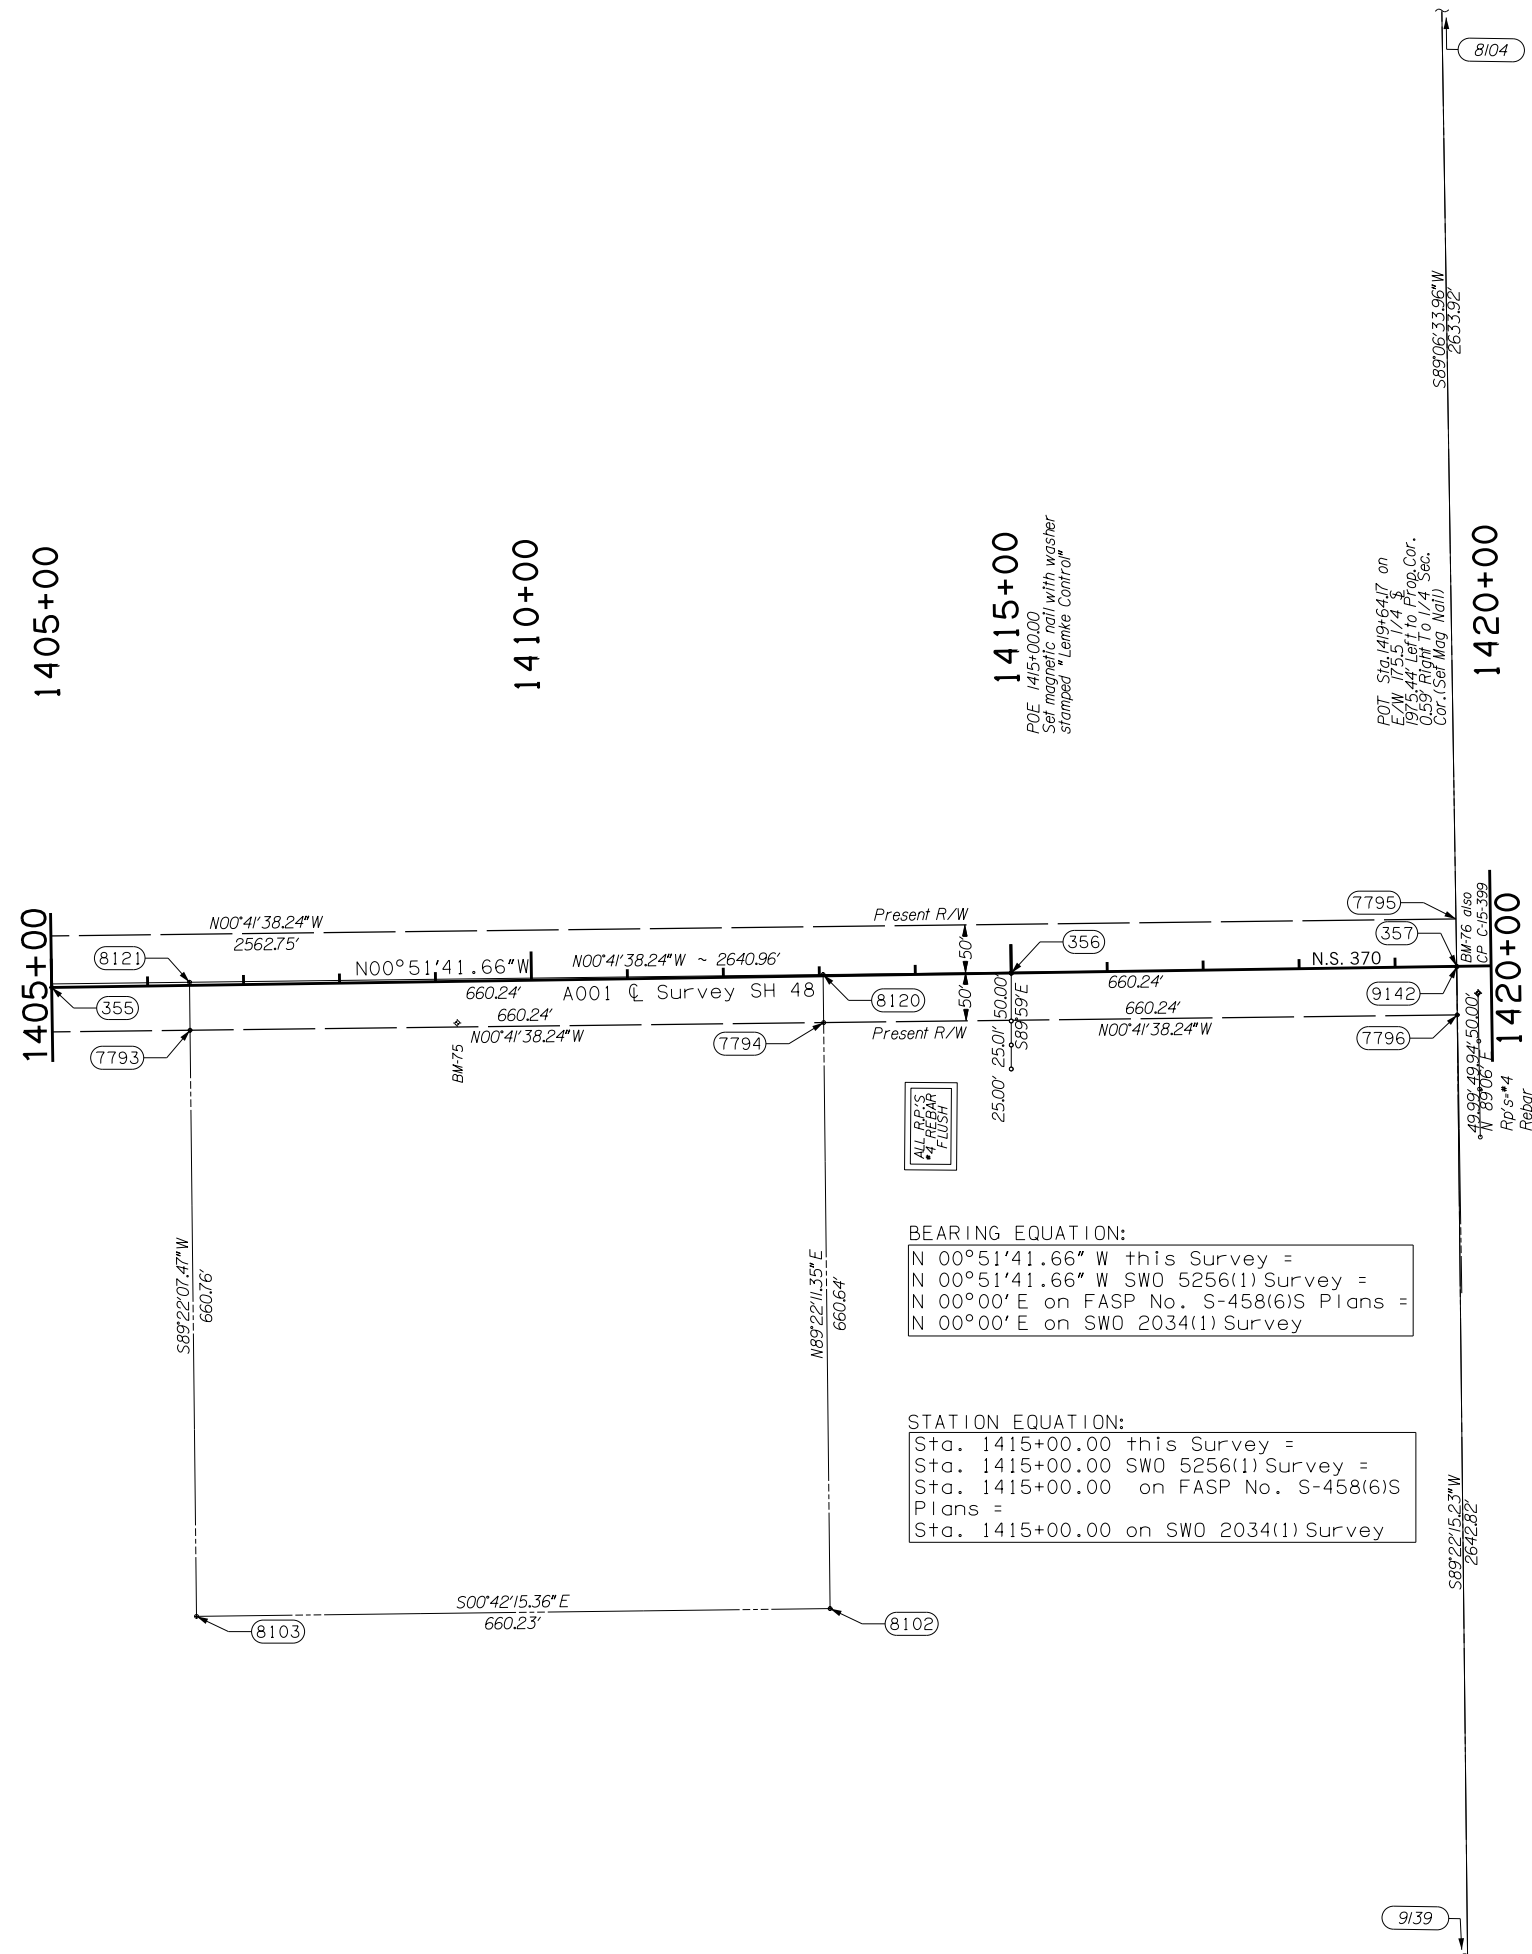 8104
S89°06'33.96"W
2633.92'
1405+00
1410+00
1415+00
POE 1415+00.00
Set magnetic nail with washer
stamped "Lemke Control"
POT Sta.1419+64.17 on
E/W 175.5 1/4 S̵
1975.44' Left to Prop.Cor.
0.59' Right To 1/4 Sec.
Cor.(Set Mag Nail)
1420+00
1405+00
N00°41'38.24"W
2562.75'
Present R/W
7795
BM-76 also
CP C-15-399
1420+00
8121
N00°51'41.66"W
N00°41'38.24"W ~ 2640.96'
50'
356
357
N.S. 370
355
660.24'
A001 ℄ Survey SH 48
8120
50'
660.24'
9142
7793
660.24'
N00°41'38.24"W
BM-75
7794
Present R/W
25.00' 25.01' 50.00'
S89°59'E
660.24'
N00°41'38.24"W
7796
49.99' 49.94' 50.00'
N 89°06' E
Rp's=#4
Rebar
ALL R.P.'S
#4 REBAR
FLUSH
S89°22'07.47"W
660.76'
N89°22'11.35"E
660.64'
BEARING EQUATION:
N 00°51'41.66" W this Survey =
N 00°51'41.66" W SWO 5256(1) Survey =
N 00°00' E on FASP No. S-458(6)S Plans =
N 00°00' E on SWO 2034(1) Survey
STATION EQUATION:
Sta. 1415+00.00 this Survey =
Sta. 1415+00.00 SWO 5256(1) Survey =
Sta. 1415+00.00 on FASP No. S-458(6)S
Plans =
Sta. 1415+00.00 on SWO 2034(1) Survey
S89°22'15.23"W
2642.82'
S00°42'15.36"E
660.23'
8103
8102
9139